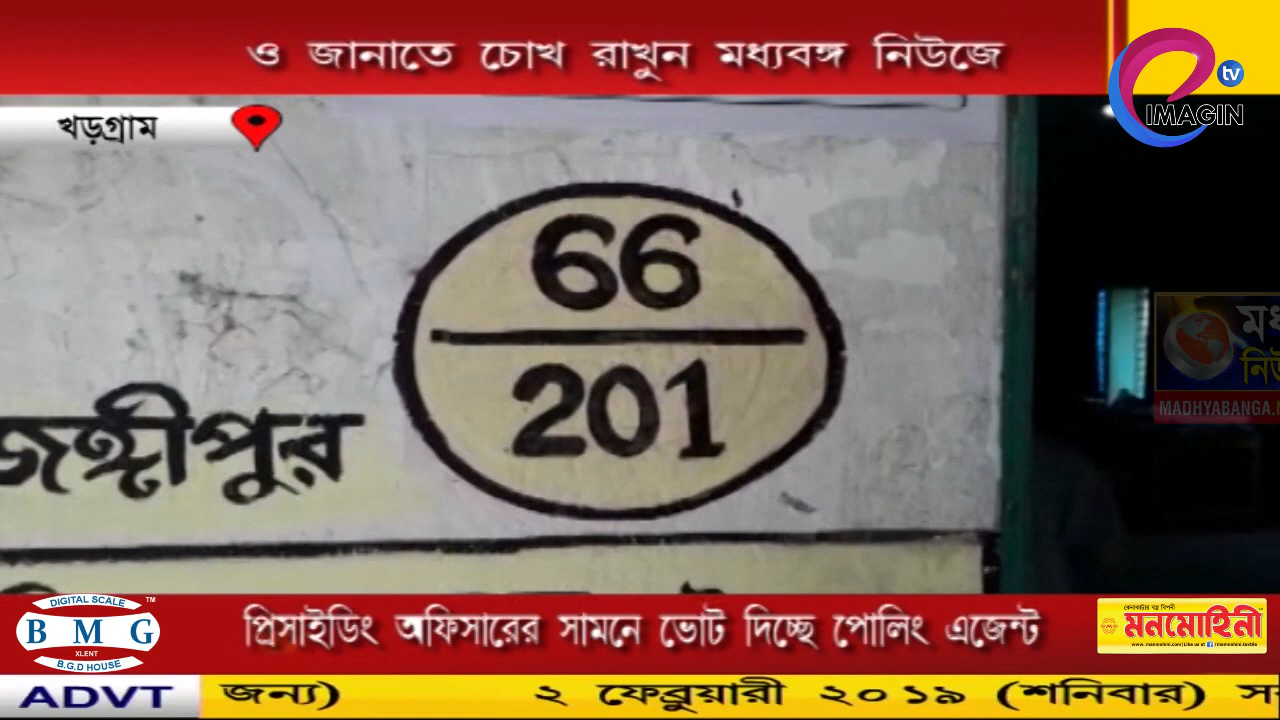 ও জানাতে চোখ রাখুন মধ্যবঙ্গ নিউজে
e tv
IMAGIN
খড়গ্রাম
66
201
জঙ্গীপুর
MADHYABANGA
DIGITAL SCALE
TM
B M G
XLENT
B.G.D HOUSE
প্রিসাইডিং অফিসারের সামনে ভোট দিচ্ছে পোলিং এজেন্ট
মনমোহিনী
ADVT
জন্য) ২ ফেব্রুয়ারী ২০১৯ (শনিবার)